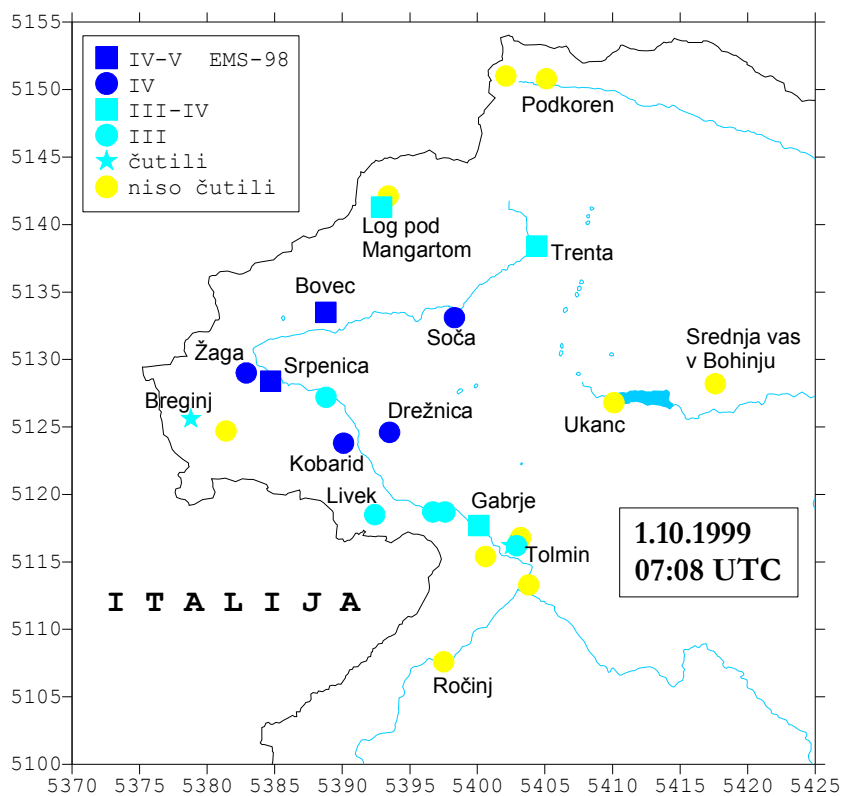 5155
5150
5145
5140
5135
5130
5125
5120
5115
5110
5105
5100
IV-V EMS-98
IV
III-IV
III
čutili
niso čutili
Podkoren
Log pod
Mangartom
Trenta
Bovec
Soča
Srednja vas
v Bohinju
Žaga
Srpenica
Breginj
Drežnica
Ukanc
Kobarid
Livek
Gabrje
Tolmin
1.10.1999
07:08 UTC
I T A L I J A
Ročinj
5370 5375 5380 5385 5390 5395 5400 5405 5410 5415 5420 5425